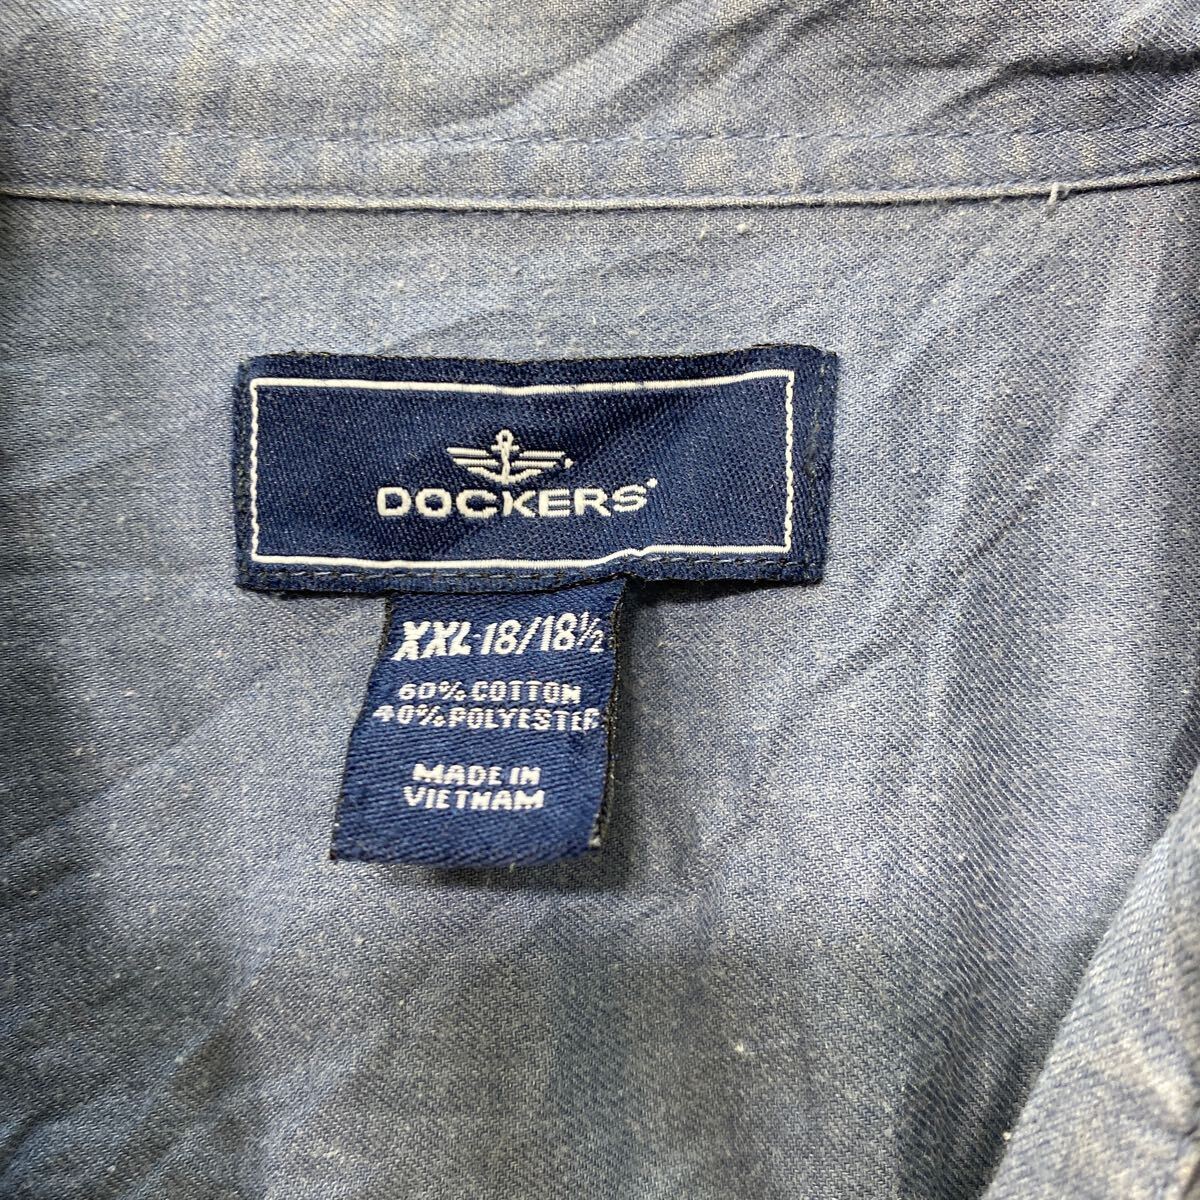 DOCKERS
XXL-18/18½
60% COTTON
40% POLYESTER
MADE IN
VIETNAM